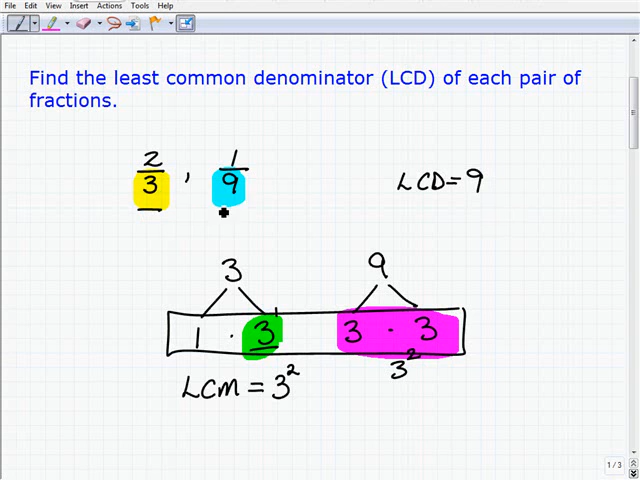 File Edit View Insert Actions Tools Help
Find the least common denominator (LCD) of each pair of
fractions.
2/3 , 1/9
LCD=9
3 9
1 · 3 3 · 3
3²
LCM = 3²
1 / 3